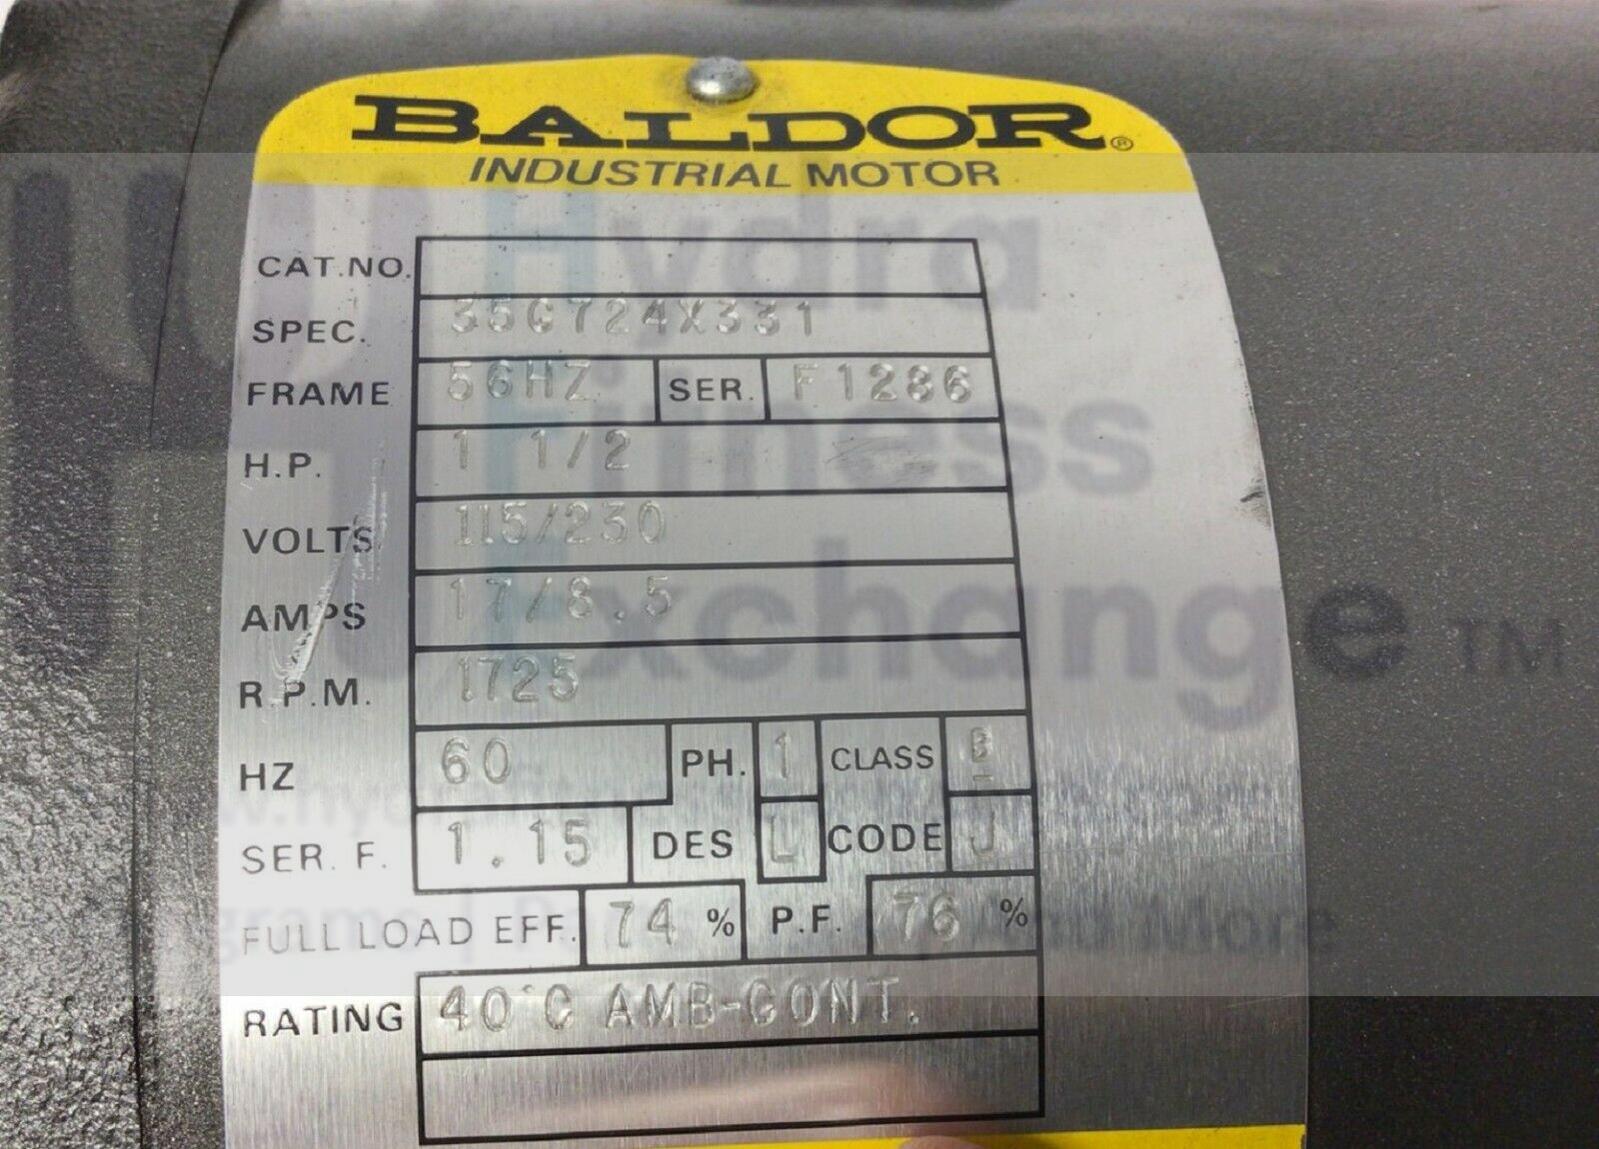 BALDOR®
INDUSTRIAL MOTOR
CAT.NO.
SPEC. 35G724X331
FRAME 56HZ SER. F1286
H.P. 1 1/2
VOLTS 115/230
AMPS 17/8.5
R.P.M. 1725
HZ 60 PH. 1 CLASS B
SER. F. 1.15 DES L CODE J
FULL LOAD EFF. 74 % P.F. 76 %
RATING 40°C AMB-CONT.
Hydra
Fitness
Exchange TM
And More